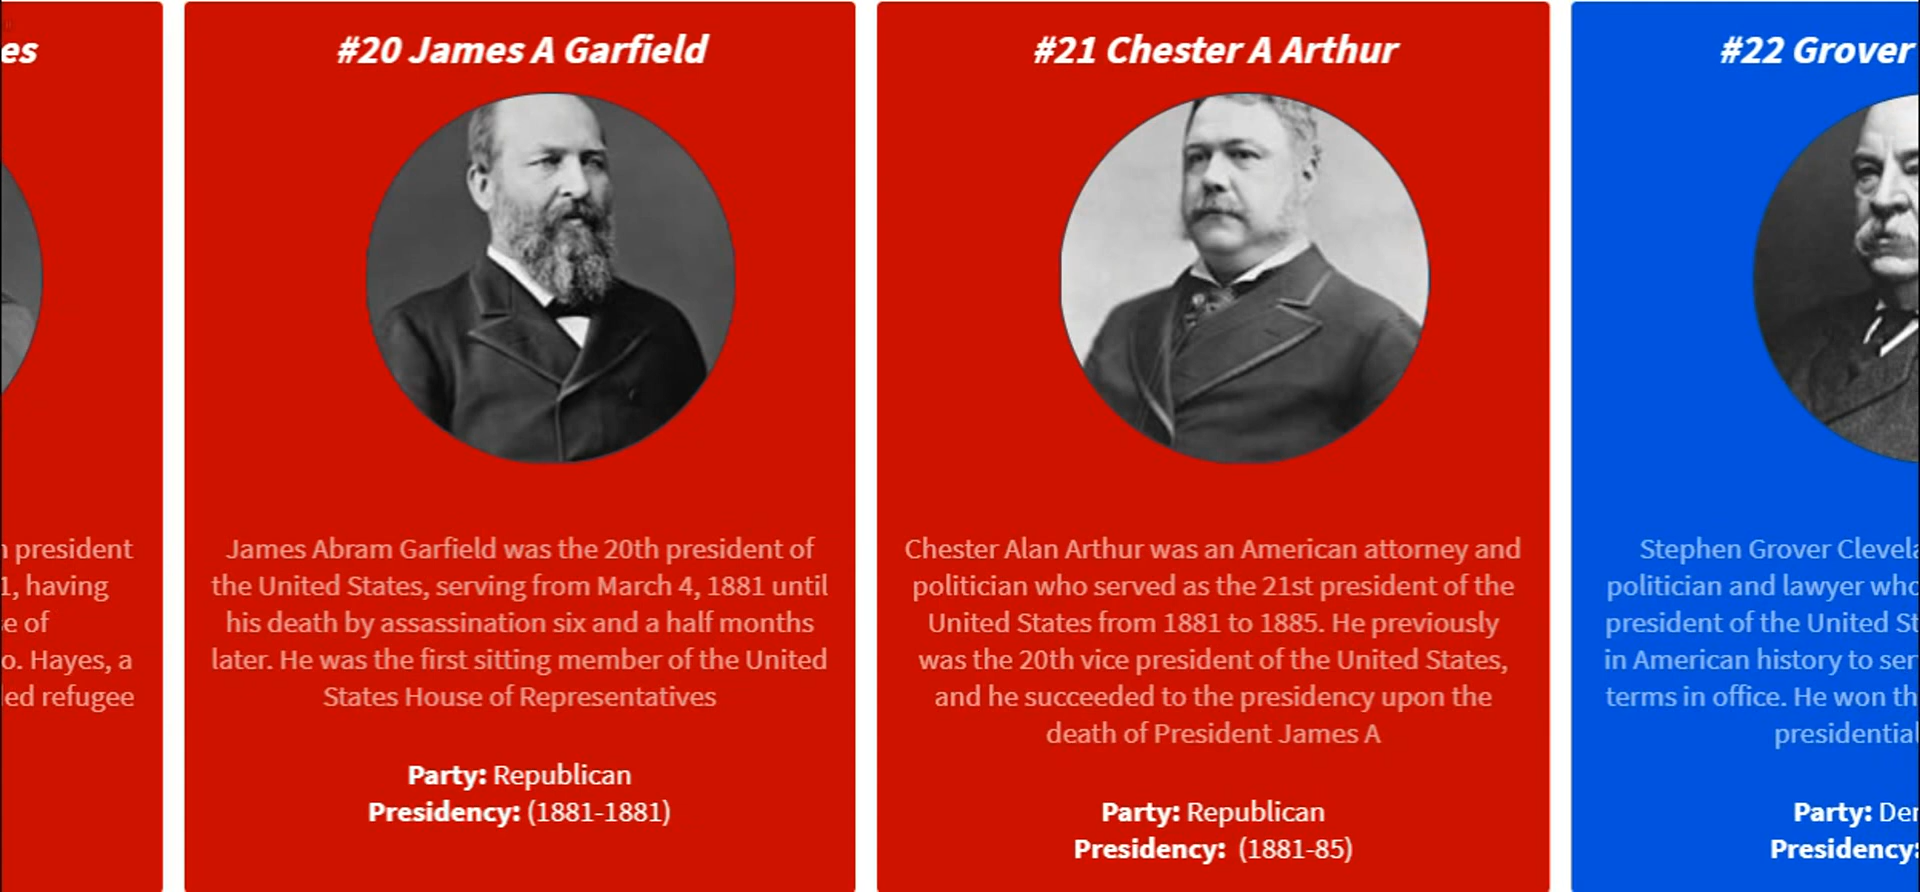 es
n president
1, having
e of
o. Hayes, a
led refugee
#20 James A Garfield
James Abram Garfield was the 20th president of
the United States, serving from March 4, 1881 until
his death by assassination six and a half months
later. He was the first sitting member of the United
States House of Representatives
Party: Republican
Presidency: (1881-1881)
#21 Chester A Arthur
Chester Alan Arthur was an American attorney and
politician who served as the 21st president of the
United States from 1881 to 1885. He previously
was the 20th vice president of the United States,
and he succeeded to the presidency upon the
death of President James A
Party: Republican
Presidency: (1881-85)
#22 Grover
Stephen Grover Clevela
politician and lawyer who
president of the United St
in American history to ser
terms in office. He won th
presidential
Party: Der
Presidency: